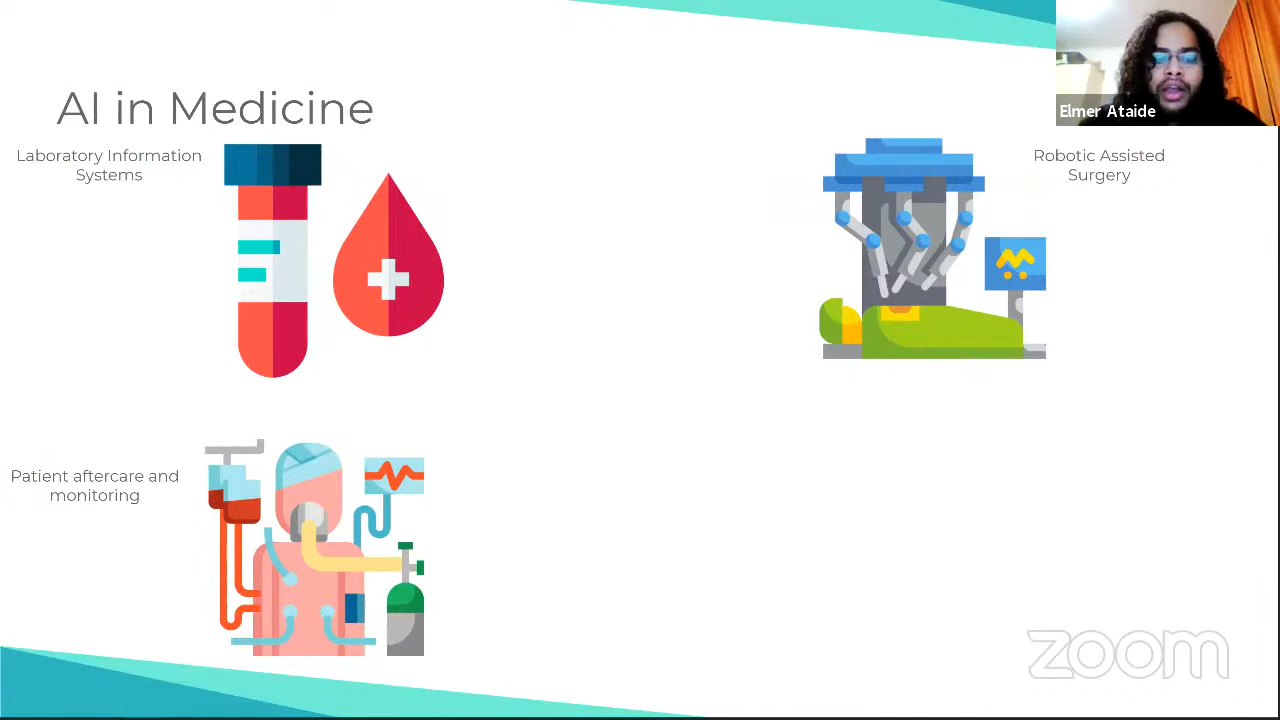 AI in Medicine
Laboratory Information
Systems
Robotic Assisted
Surgery
Patient aftercare and
monitoring
Elmer Ataide
zoom